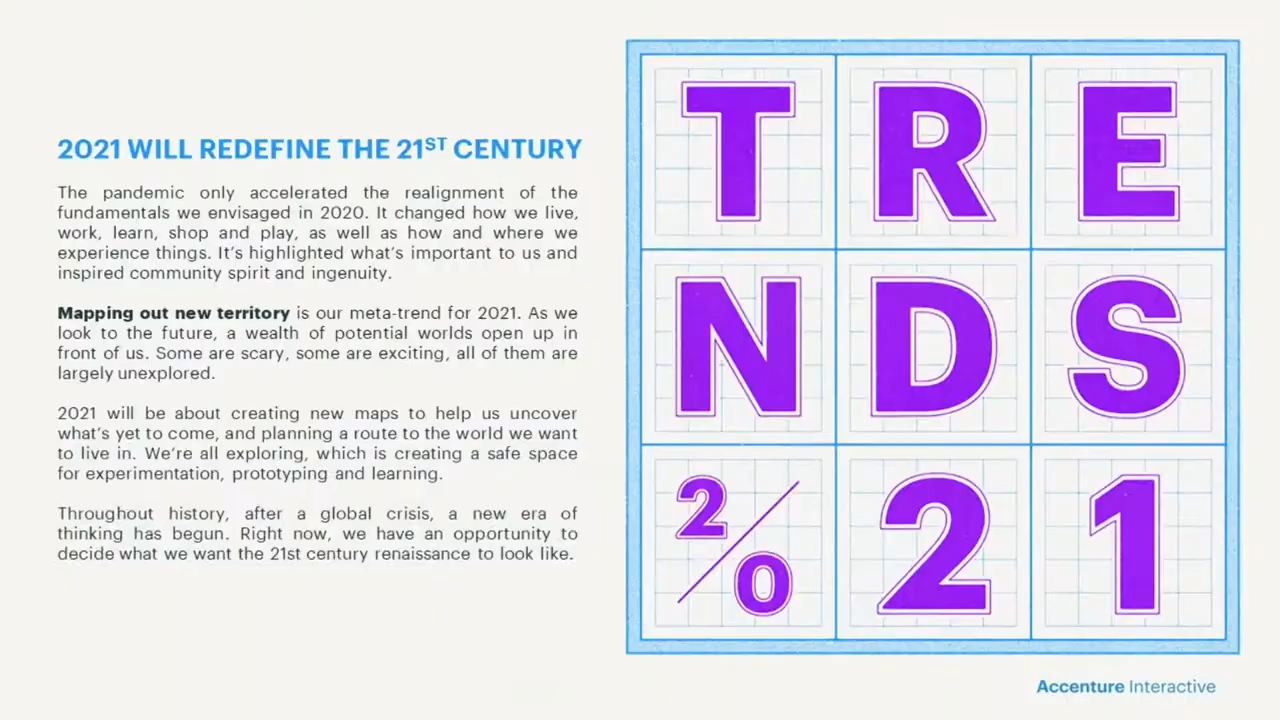 2021 WILL REDEFINE THE 21ST CENTURY
The pandemic only accelerated the realignment of the
fundamentals we envisaged in 2020. It changed how we live,
work, learn, shop and play, as well as how and where we
experience things. It's highlighted what's important to us and
inspired community spirit and ingenuity.
Mapping out new territory is our meta-trend for 2021. As we
look to the future, a wealth of potential worlds open up in
front of us. Some are scary, some are exciting, all of them are
largely unexplored.
2021 will be about creating new maps to help us uncover
what's yet to come, and planning a route to the world we want
to live in. We're all exploring, which is creating a safe space
for experimentation, prototyping and learning.
Throughout history, after a global crisis, a new era of
thinking has begun. Right now, we have an opportunity to
decide what we want the 21st century renaissance to look like.
T R E
N D S
2/0 2 1
Accenture Interactive